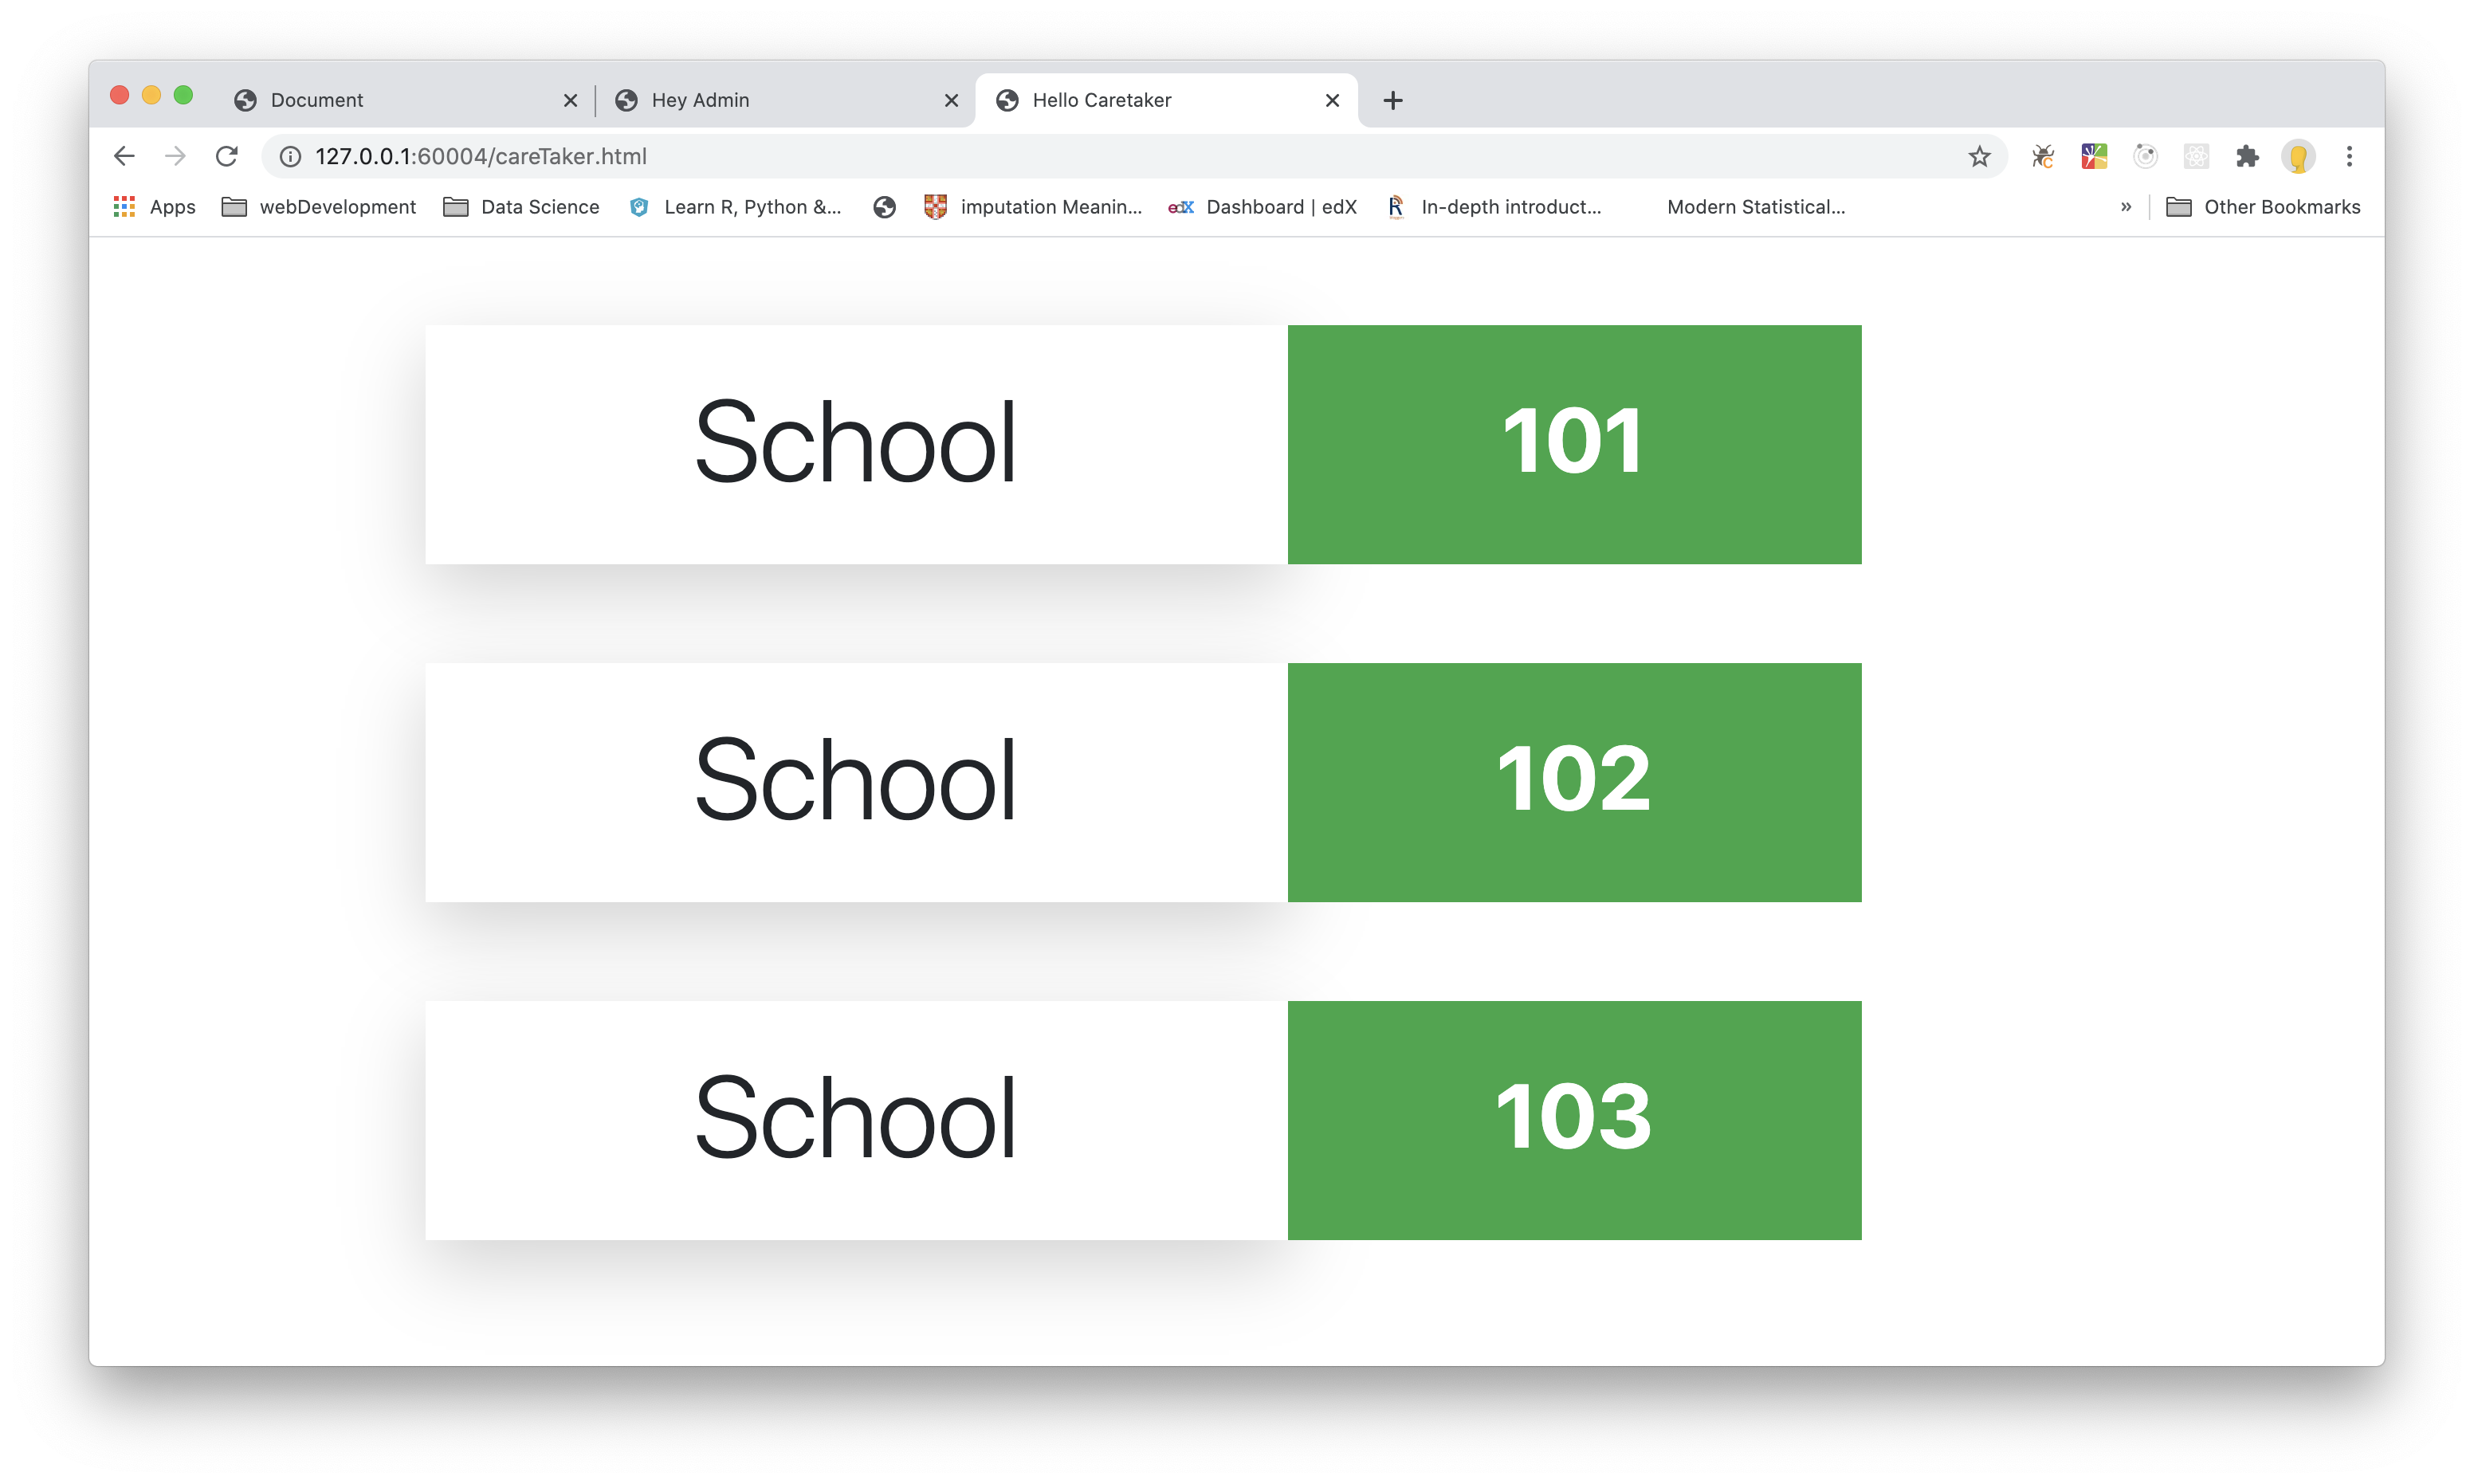 Document
Hey Admin
Hello Caretaker
127.0.0.1:60004/careTaker.html
Apps
webDevelopment
Data Science
Learn R, Python &...
imputation Meanin...
edX
Dashboard | edX
R
In-depth introduct...
Modern Statistical...
»
Other Bookmarks
School
101
School
102
School
103